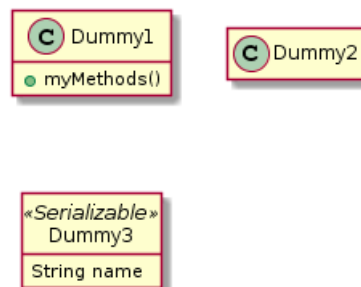 C Dummy1
myMethods()
C Dummy2
«Serializable»
Dummy3
String name